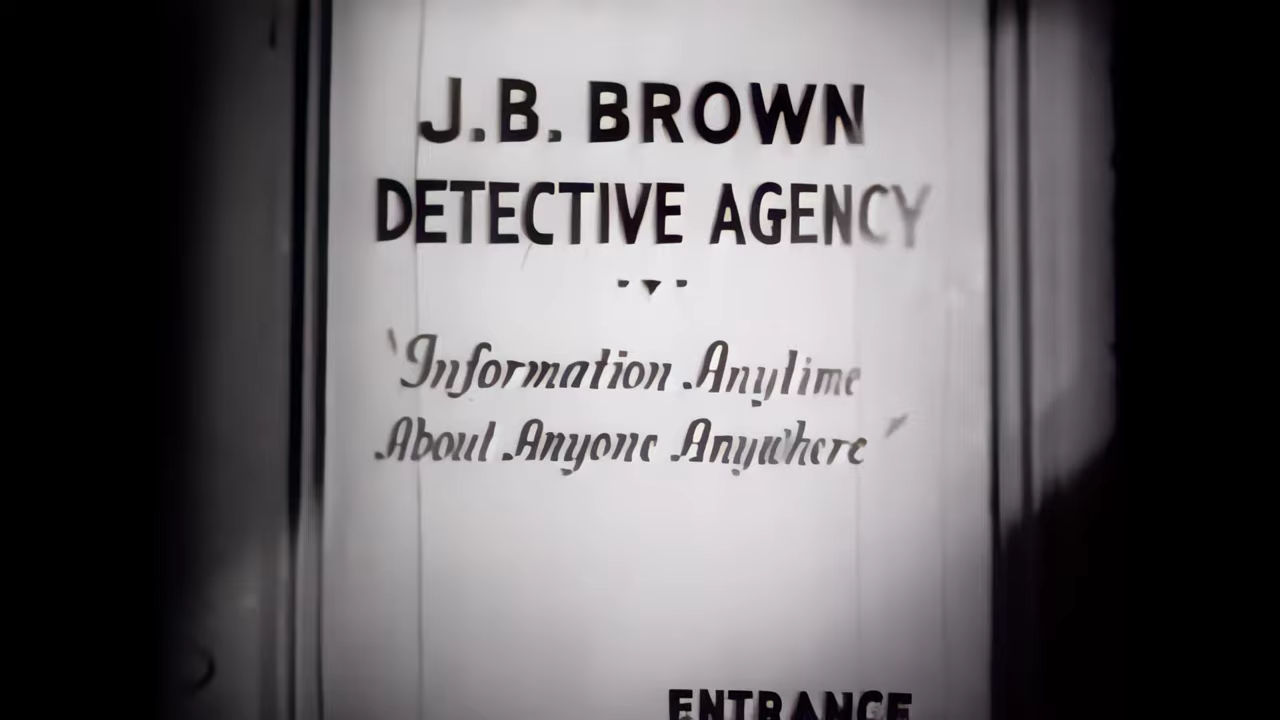 J.B. BROWN
DETECTIVE AGENCY
"Information Anytime
About Anyone Anywhere"
ENTRANCE